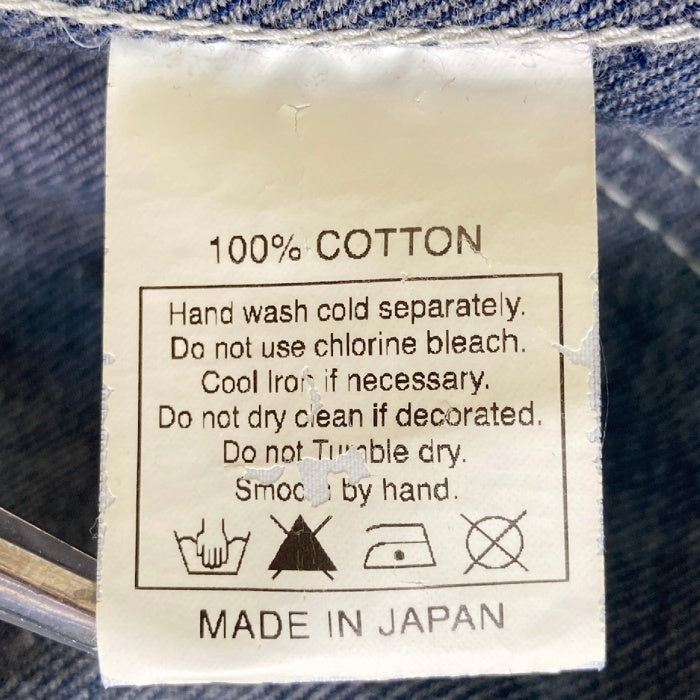 100% COTTON
Hand wash cold separately.
Do not use chlorine bleach.
Cool Iron if necessary.
Do not dry clean if decorated.
Do not Tumble dry.
Smooth by hand.
MADE IN JAPAN